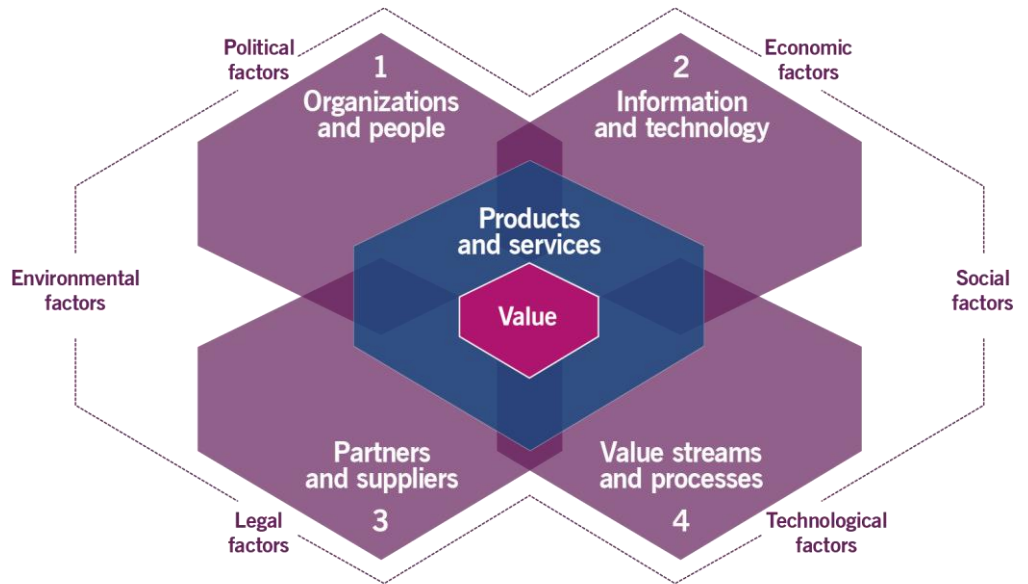 Political
factors
1
Organizations
and people
2
Information
and technology
Economic
factors
Products
and services
Environmental
factors
Value
Social
factors
Partners
and suppliers
3
Value streams
and processes
4
Legal
factors
Technological
factors